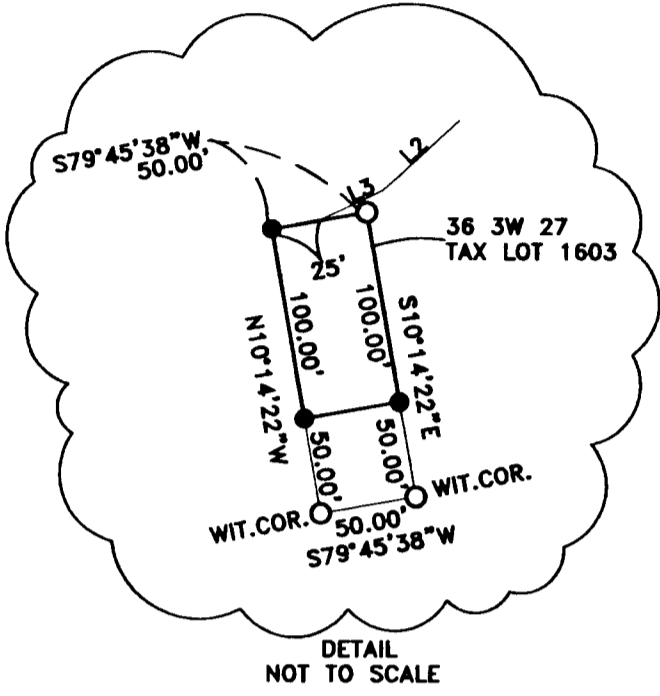 S79°45'38"W
50.00'
L2
L3
36 3W 27
TAX LOT 1603
25'
100.00'
100.00'
N10°14'22"W
S10°14'22"E
50.00'
50.00'
WIT.COR.
WIT.COR.
50.00'
S79°45'38"W
DETAIL
NOT TO SCALE